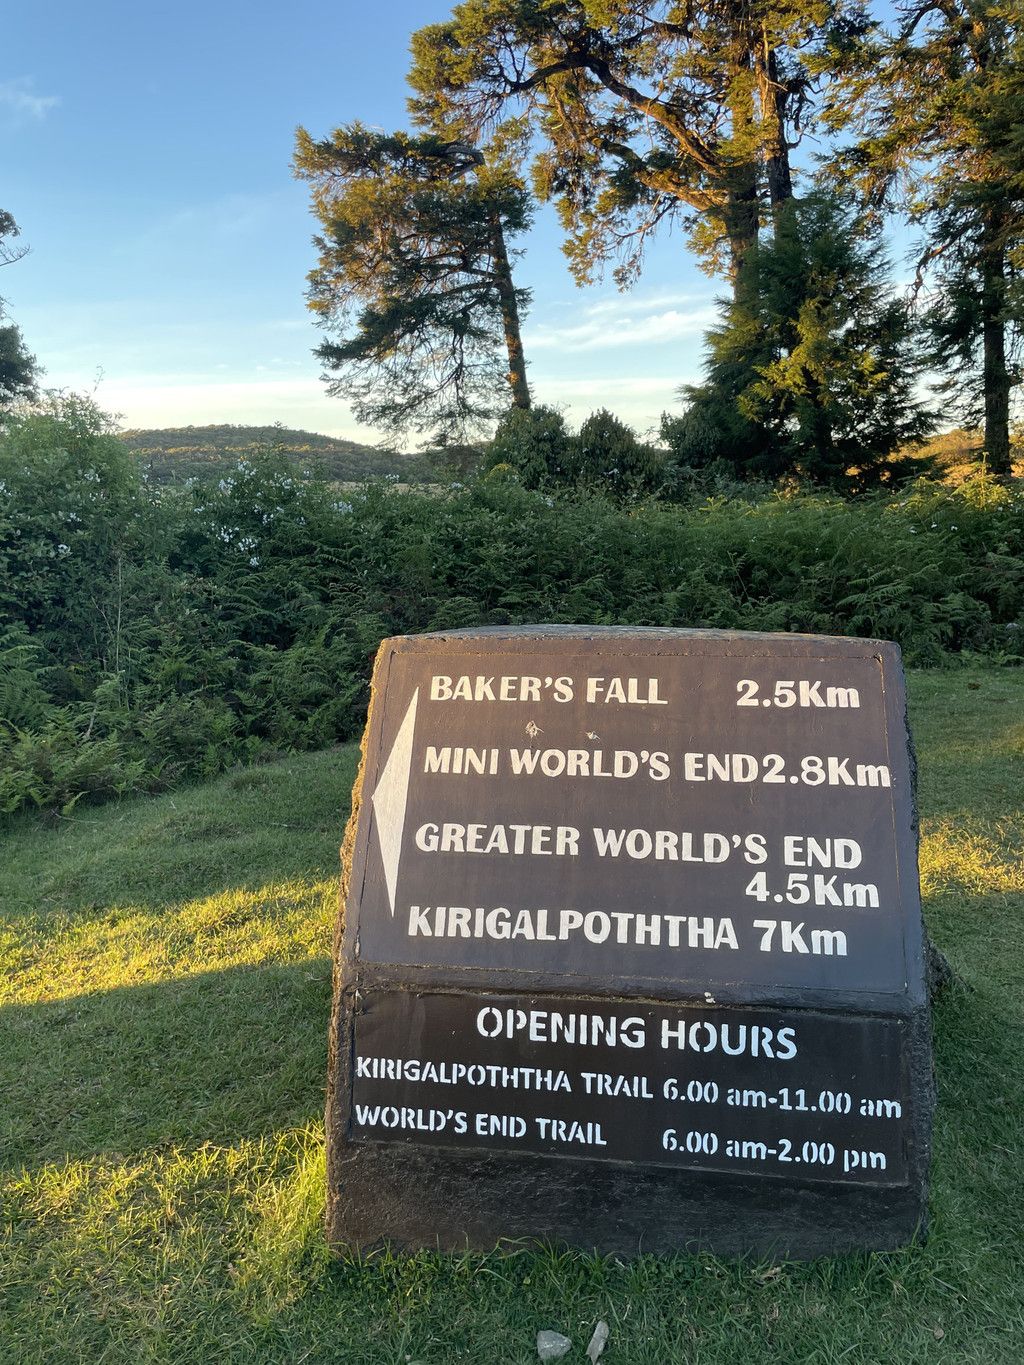 BAKER'S FALL 2.5Km
MINI WORLD'S END2.8Km
GREATER WORLD'S END
4.5Km
KIRIGALPOTHTHA 7Km
OPENING HOURS
KIRIGALPOTHTHA TRAIL 6.00 am-11.00 am
WORLD'S END TRAIL 6.00 am-2.00 pm